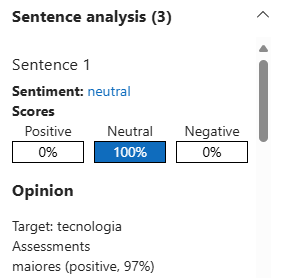 Sentence analysis (3)
Sentence 1
Sentiment: neutral
Scores
Positive Neutral Negative
0% 100% 0%
Opinion
Target: tecnologia
Assessments
maiores (positive, 97%)